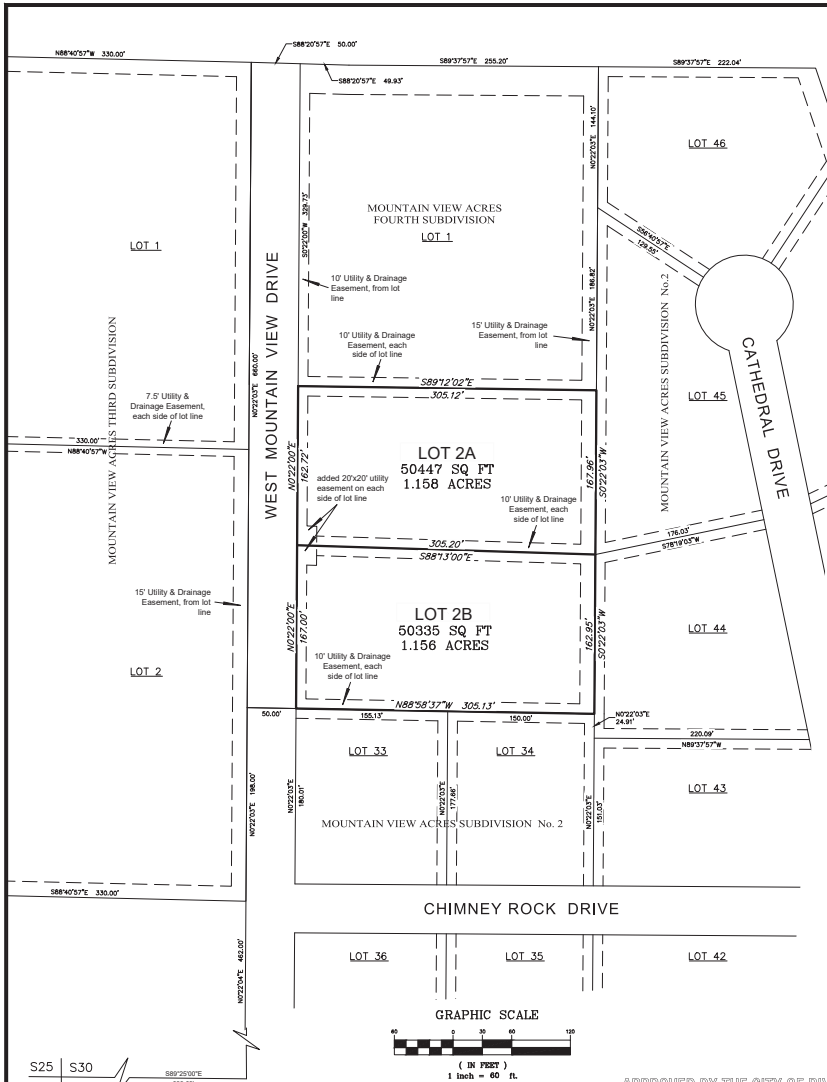 N88°40'57"W 330.00'
S88°20'57"E 50.00'
S88°20'57"E 49.93'
S89°37'57"E 255.20'
S89°37'57"E 222.04'
LOT 1
MOUNTAIN VIEW ACRES THIRD SUBDIVISION
7.5' Utility &
Drainage Easement,
each side of lot line
330.00'
N88°40'57"W
15' Utility & Drainage
Easement, from lot
line
LOT 2
S88°40'57"E 330.00'
WEST MOUNTAIN VIEW DRIVE
N0°22'03"E 660.00'
S0°22'00"W 329.73'
MOUNTAIN VIEW ACRES
FOURTH SUBDIVISION
LOT 1
10' Utility & Drainage
Easement, from lot
line
10' Utility & Drainage
Easement, each
side of lot line
15' Utility & Drainage
Easement, from lot
line
N0°22'03"E 144.10'
N0°22'03"E 186.82'
LOT 46
S56°40'57"E
129.55'
MOUNTAIN VIEW ACRES SUBDIVISION No.2
CATHEDRAL DRIVE
LOT 45
S89°12'02"E
305.12'
N0°22'00"E
162.72'
LOT 2A
50447 SQ FT
1.158 ACRES
167.96'
S0°22'03"W
added 20'x20' utility
easement on each
side of lot line
10' Utility & Drainage
Easement, each
side of lot line
305.20'
S88°13'00"E
176.03'
S78°19'03"W
N0°22'00"E
167.00'
LOT 2B
50335 SQ FT
1.156 ACRES
162.95'
S0°22'03"W
10' Utility & Drainage
Easement, each
side of lot line
N88°58'37"W 305.13'
LOT 44
50.00'
155.13'
150.00'
N0°22'03"E
24.91'
220.09'
N89°37'57"W
LOT 33
LOT 34
LOT 43
N0°22'03"E 198.00'
N0°22'03"E
180.01'
N0°22'03"E
177.66'
N0°22'03"E
151.03'
MOUNTAIN VIEW ACRES SUBDIVISION No. 2
CHIMNEY ROCK DRIVE
LOT 36
LOT 35
LOT 42
N0°22'04"E 462.00'
GRAPHIC SCALE
60 0 30 60 120
( IN FEET )
1 inch = 60 ft.
S25 S30
S89°25'00"E